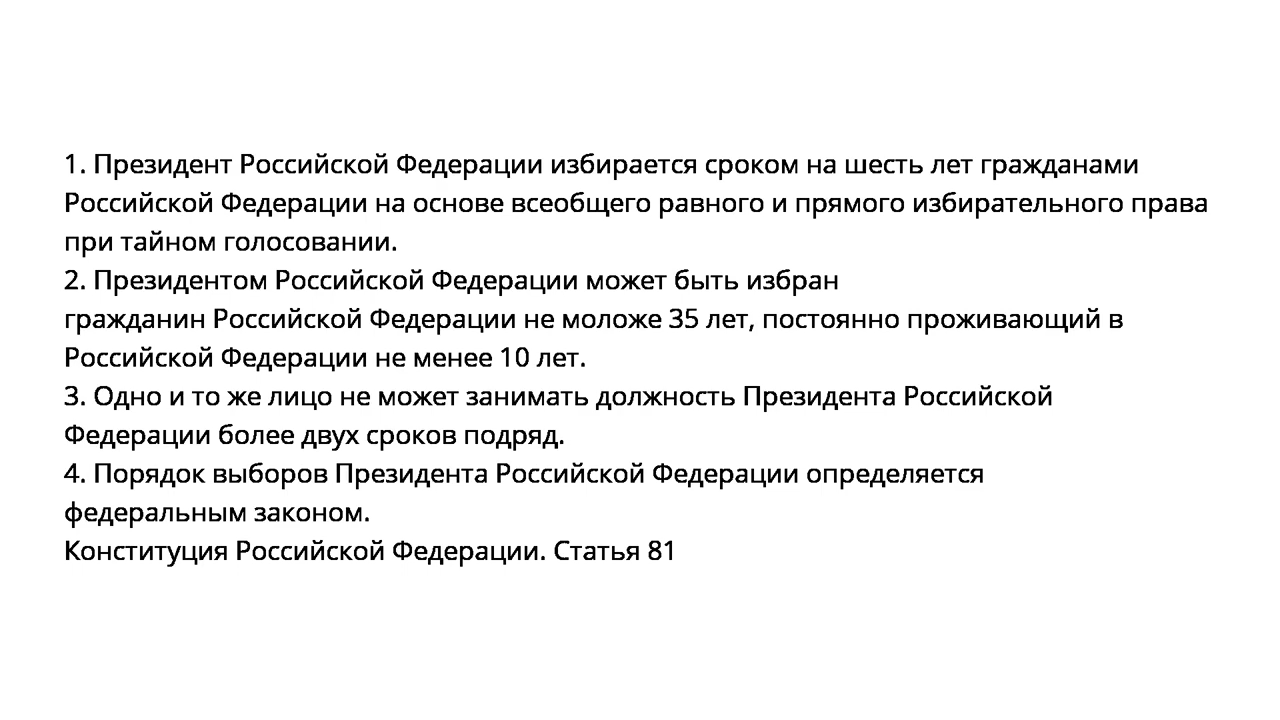 1. Президент Российской Федерации избирается сроком на шесть лет гражданами
Российской Федерации на основе всеобщего равного и прямого избирательного права
при тайном голосовании.
2. Президентом Российской Федерации может быть избран
гражданин Российской Федерации не моложе 35 лет, постоянно проживающий в
Российской Федерации не менее 10 лет.
3. Одно и то же лицо не может занимать должность Президента Российской
Федерации более двух сроков подряд.
4. Порядок выборов Президента Российской Федерации определяется
федеральным законом.
Конституция Российской Федерации. Статья 81